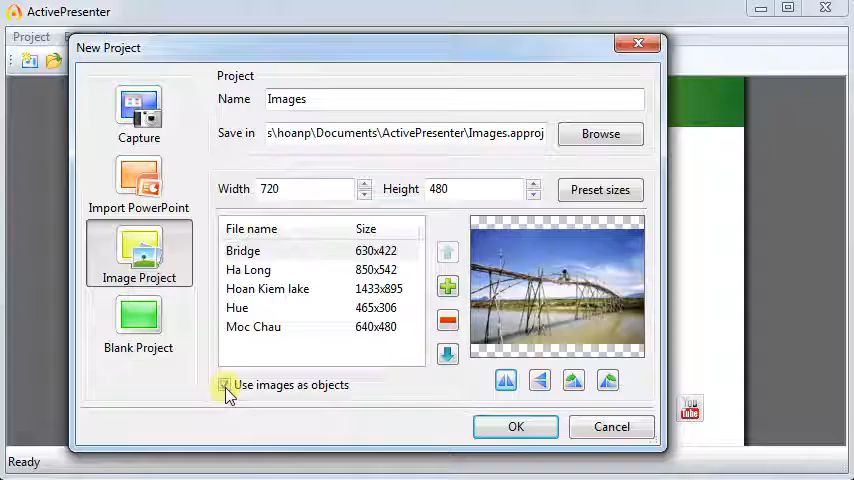 ActivePresenter
Project
New Project
Capture
Import PowerPoint
Image Project
Blank Project
Project
Name Images
Save in s\hoanp\Documents\ActivePresenter\Images.approj Browse
Width 720 Height 480 Preset sizes
File name Size
Bridge 630x422
Ha Long 850x542
Hoan Kiem lake 1433x895
Hue 465x306
Moc Chau 640x480
Use images as objects
OK Cancel
You Tube
Ready